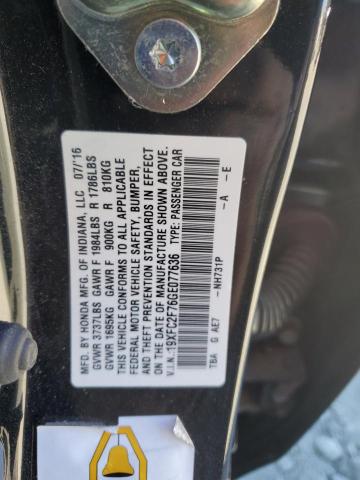 MFD. BY HONDA MFG. OF INDIANA, LLC 07/'16
GVWR 3737LBS GAWR F 1984LBS R 1786LBS
GVWR 1695KG GAWR F 900KG R 810KG
THIS VEHICLE CONFORMS TO ALL APPLICABLE
FEDERAL MOTOR VEHICLE SAFETY, BUMPER,
AND THEFT PREVENTION STANDARDS IN EFFECT
ON THE DATE OF MANUFACTURE SHOWN ABOVE.
V.I.N. :19XFC2F76GE077636 TYPE: PASSENGER CAR
-NH731P -A -E
TBA G AE7